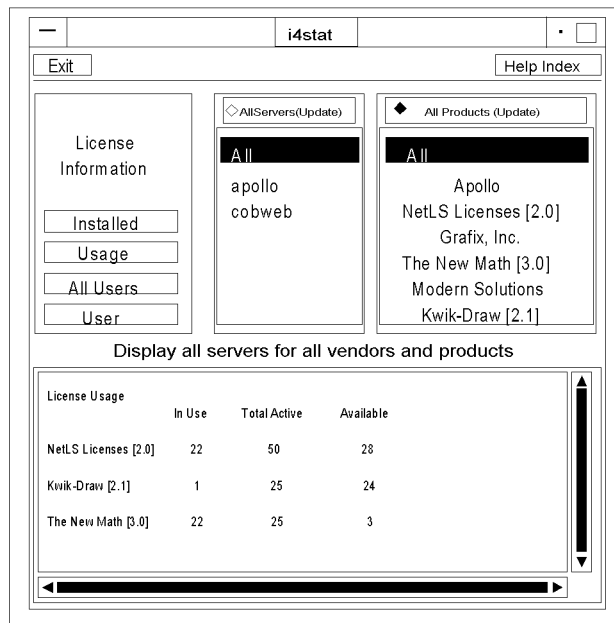 i4stat
Exit
Help Index
License
Information
Installed
Usage
All Users
User
AllServers(Update)
All
apollo
cobweb
All Products (Update)
All
Apollo
NetLS Licenses [2.0]
Grafix, Inc.
The New Math [3.0]
Modern Solutions
Kwik-Draw [2.1]
Display all servers for all vendors and products
License Usage
In Use Total Active Available
NetLS Licenses [2.0] 22 50 28
Kwik-Draw [2.1] 1 25 24
The New Math [3.0] 22 25 3